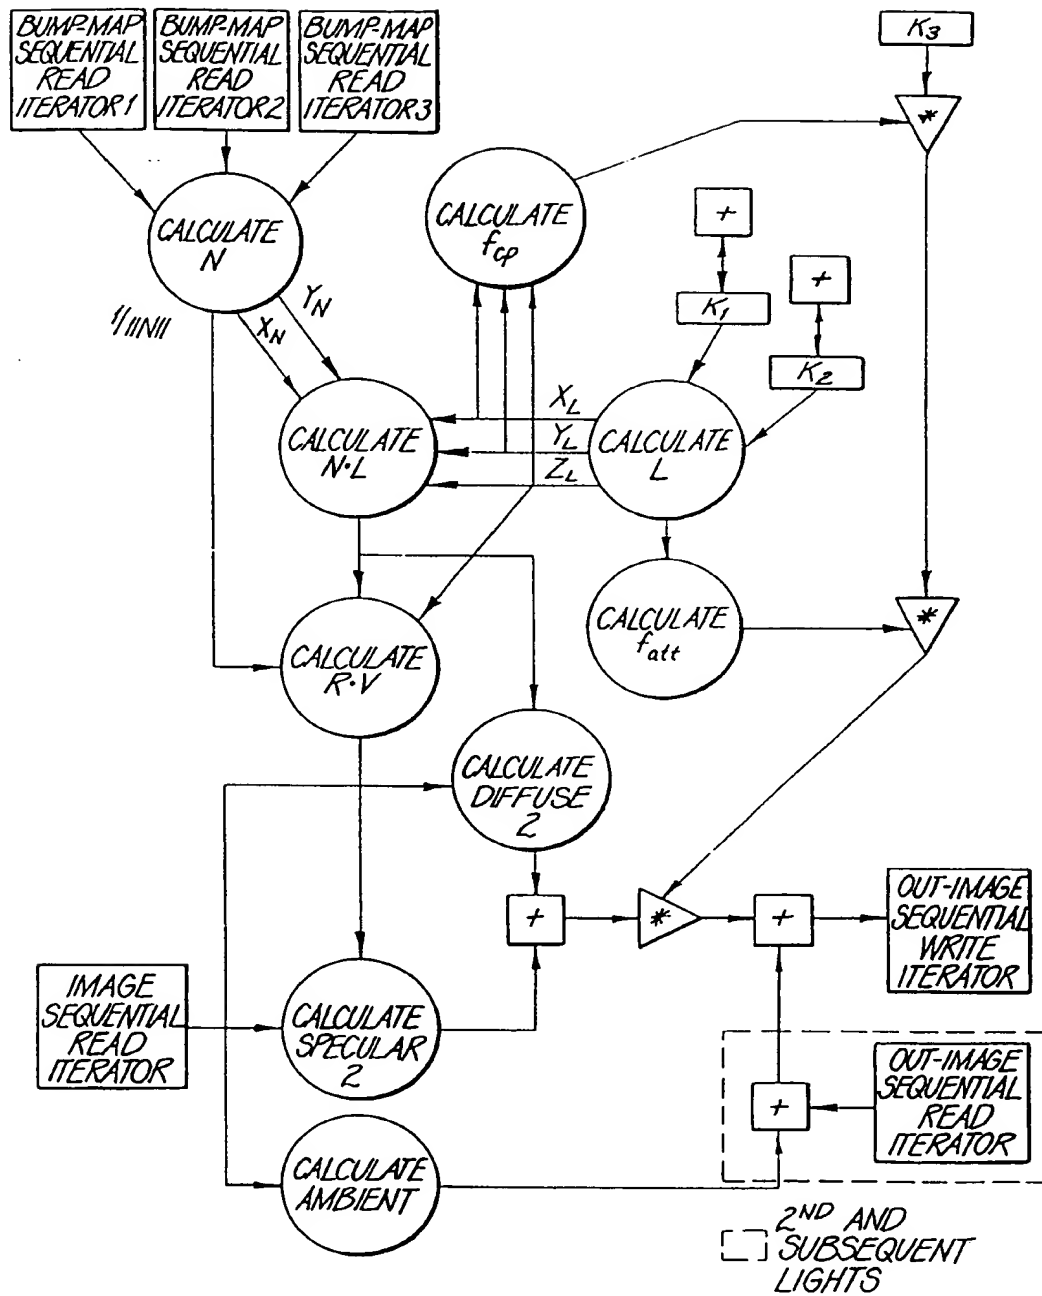 BUMP-MAP
SEQUENTIAL
READ
ITERATOR 1
BUMP-MAP
SEQUENTIAL
READ
ITERATOR 2
BUMP-MAP
SEQUENTIAL
READ
ITERATOR 3
K3
*
CALCULATE
N
CALCULATE
fcp
+
+
1/||N||
XN
YN
K1
K2
CALCULATE
N·L
XL
YL
ZL
CALCULATE
L
CALCULATE
fatt
*
CALCULATE
R·V
CALCULATE
DIFFUSE
2
+
*
+
OUT-IMAGE
SEQUENTIAL
WRITE
ITERATOR
IMAGE
SEQUENTIAL
READ
ITERATOR
CALCULATE
SPECULAR
2
+
OUT-IMAGE
SEQUENTIAL
READ
ITERATOR
CALCULATE
AMBIENT
2ND AND
SUBSEQUENT
LIGHTS